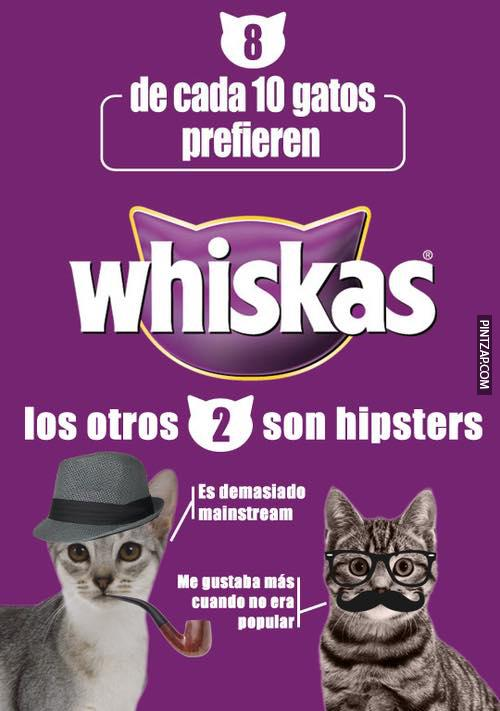 8
de cada 10 gatos
prefieren
whiskas®
PINTZAP.COM
los otros 2 son hipsters
Es demasiado
mainstream
Me gustaba más
cuando no era
popular